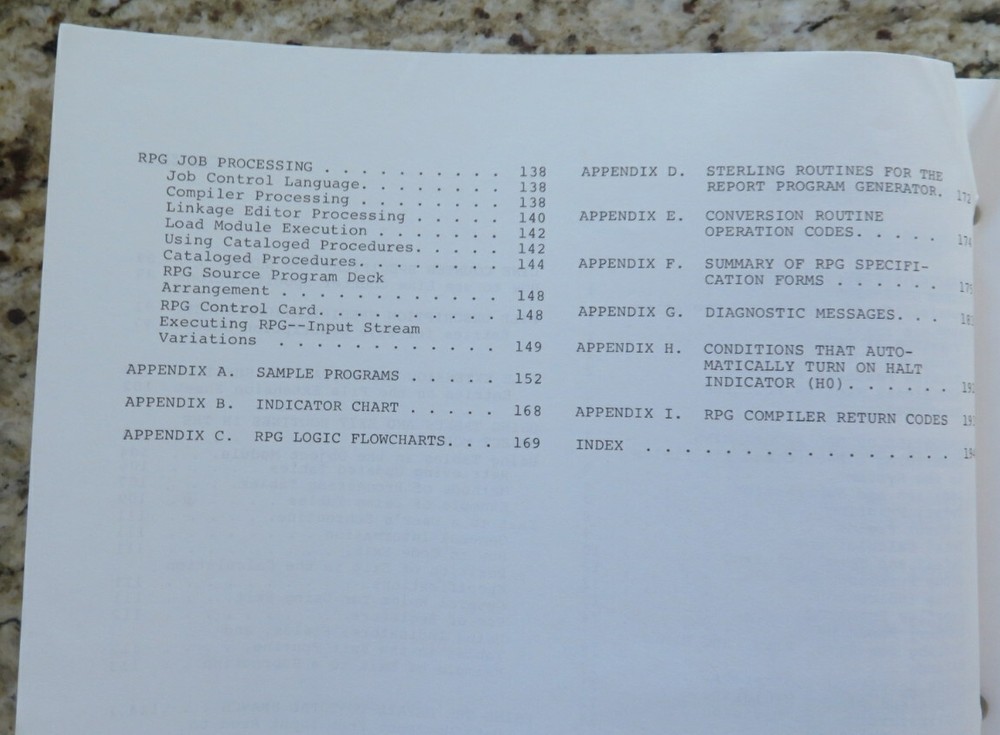 RPG JOB PROCESSING . . . . . . . . . . 138
Job Control Language. . . . . . . . 138
Compiler Processing . . . . . . . . 138
Linkage Editor Processing . . . . . 140
Load Module Execution . . . . . . . 142
Using Cataloged Procedures. . . . . 142
Cataloged Procedures. . . . . . . . 144
RPG Source Program Deck
Arrangement . . . . . . . . . . . . 148
RPG Control Card. . . . . . . . . . 148
Executing RPG--Input Stream
Variations . . . . . . . . . . . . 149
APPENDIX A. SAMPLE PROGRAMS . . . . . 152
APPENDIX B. INDICATOR CHART . . . . . 168
APPENDIX C. RPG LOGIC FLOWCHARTS. . . 169
APPENDIX D. STERLING ROUTINES FOR THE
REPORT PROGRAM GENERATOR. 172
APPENDIX E. CONVERSION ROUTINE
OPERATION CODES. . . . . 174
APPENDIX F. SUMMARY OF RPG SPECIFI-
CATION FORMS . . . . . .
APPENDIX G. DIAGNOSTIC MESSAGES. . .
APPENDIX H. CONDITIONS THAT AUTO-
MATICALLY TURN ON HALT
INDICATOR (H0). . . . . .
APPENDIX I. RPG COMPILER RETURN CODES
INDEX . . . . . . . . . . . . . . . . .